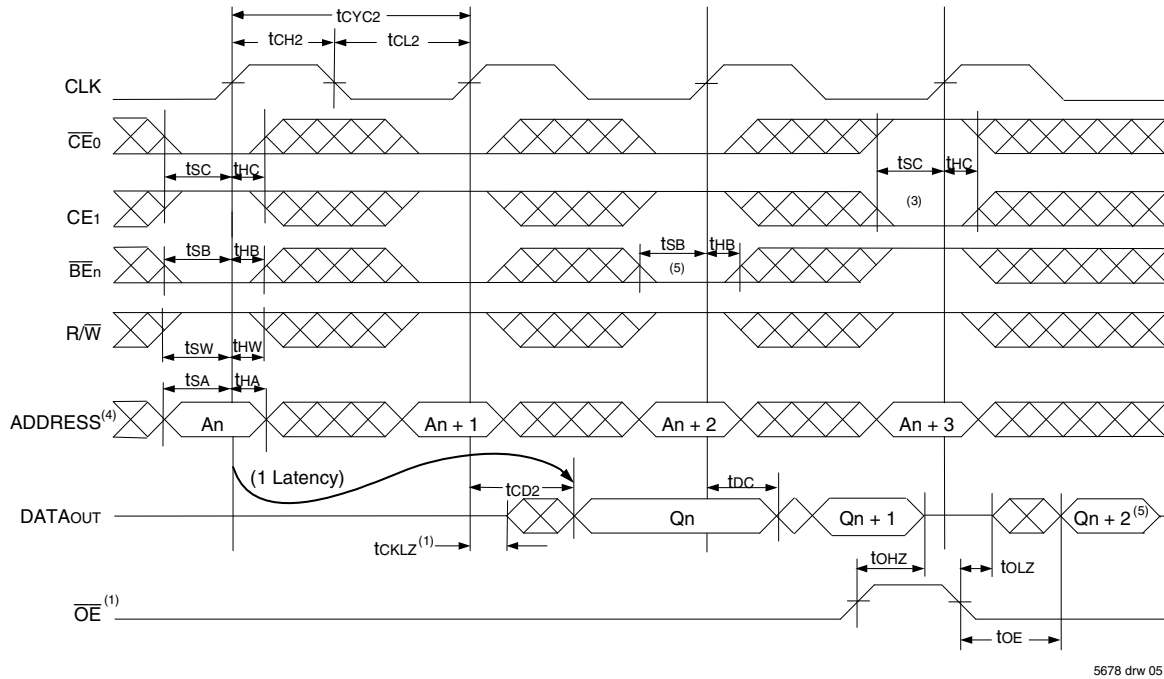 tCYC2
tCH2 tCL2
CLK
CE0
tSC tHC tSC tHC
CE1 (3)
tSB tHB tSB tHB
BEn (5)
R/W
tSW tHW
tSA tHA
ADDRESS(4) An An + 1 An + 2 An + 3
(1 Latency) tCD2 tDC
DATAOUT Qn Qn + 1 Qn + 2(5)
tCKLZ(1)
tOHZ tOLZ
OE(1)
tOE
5678 drw 05